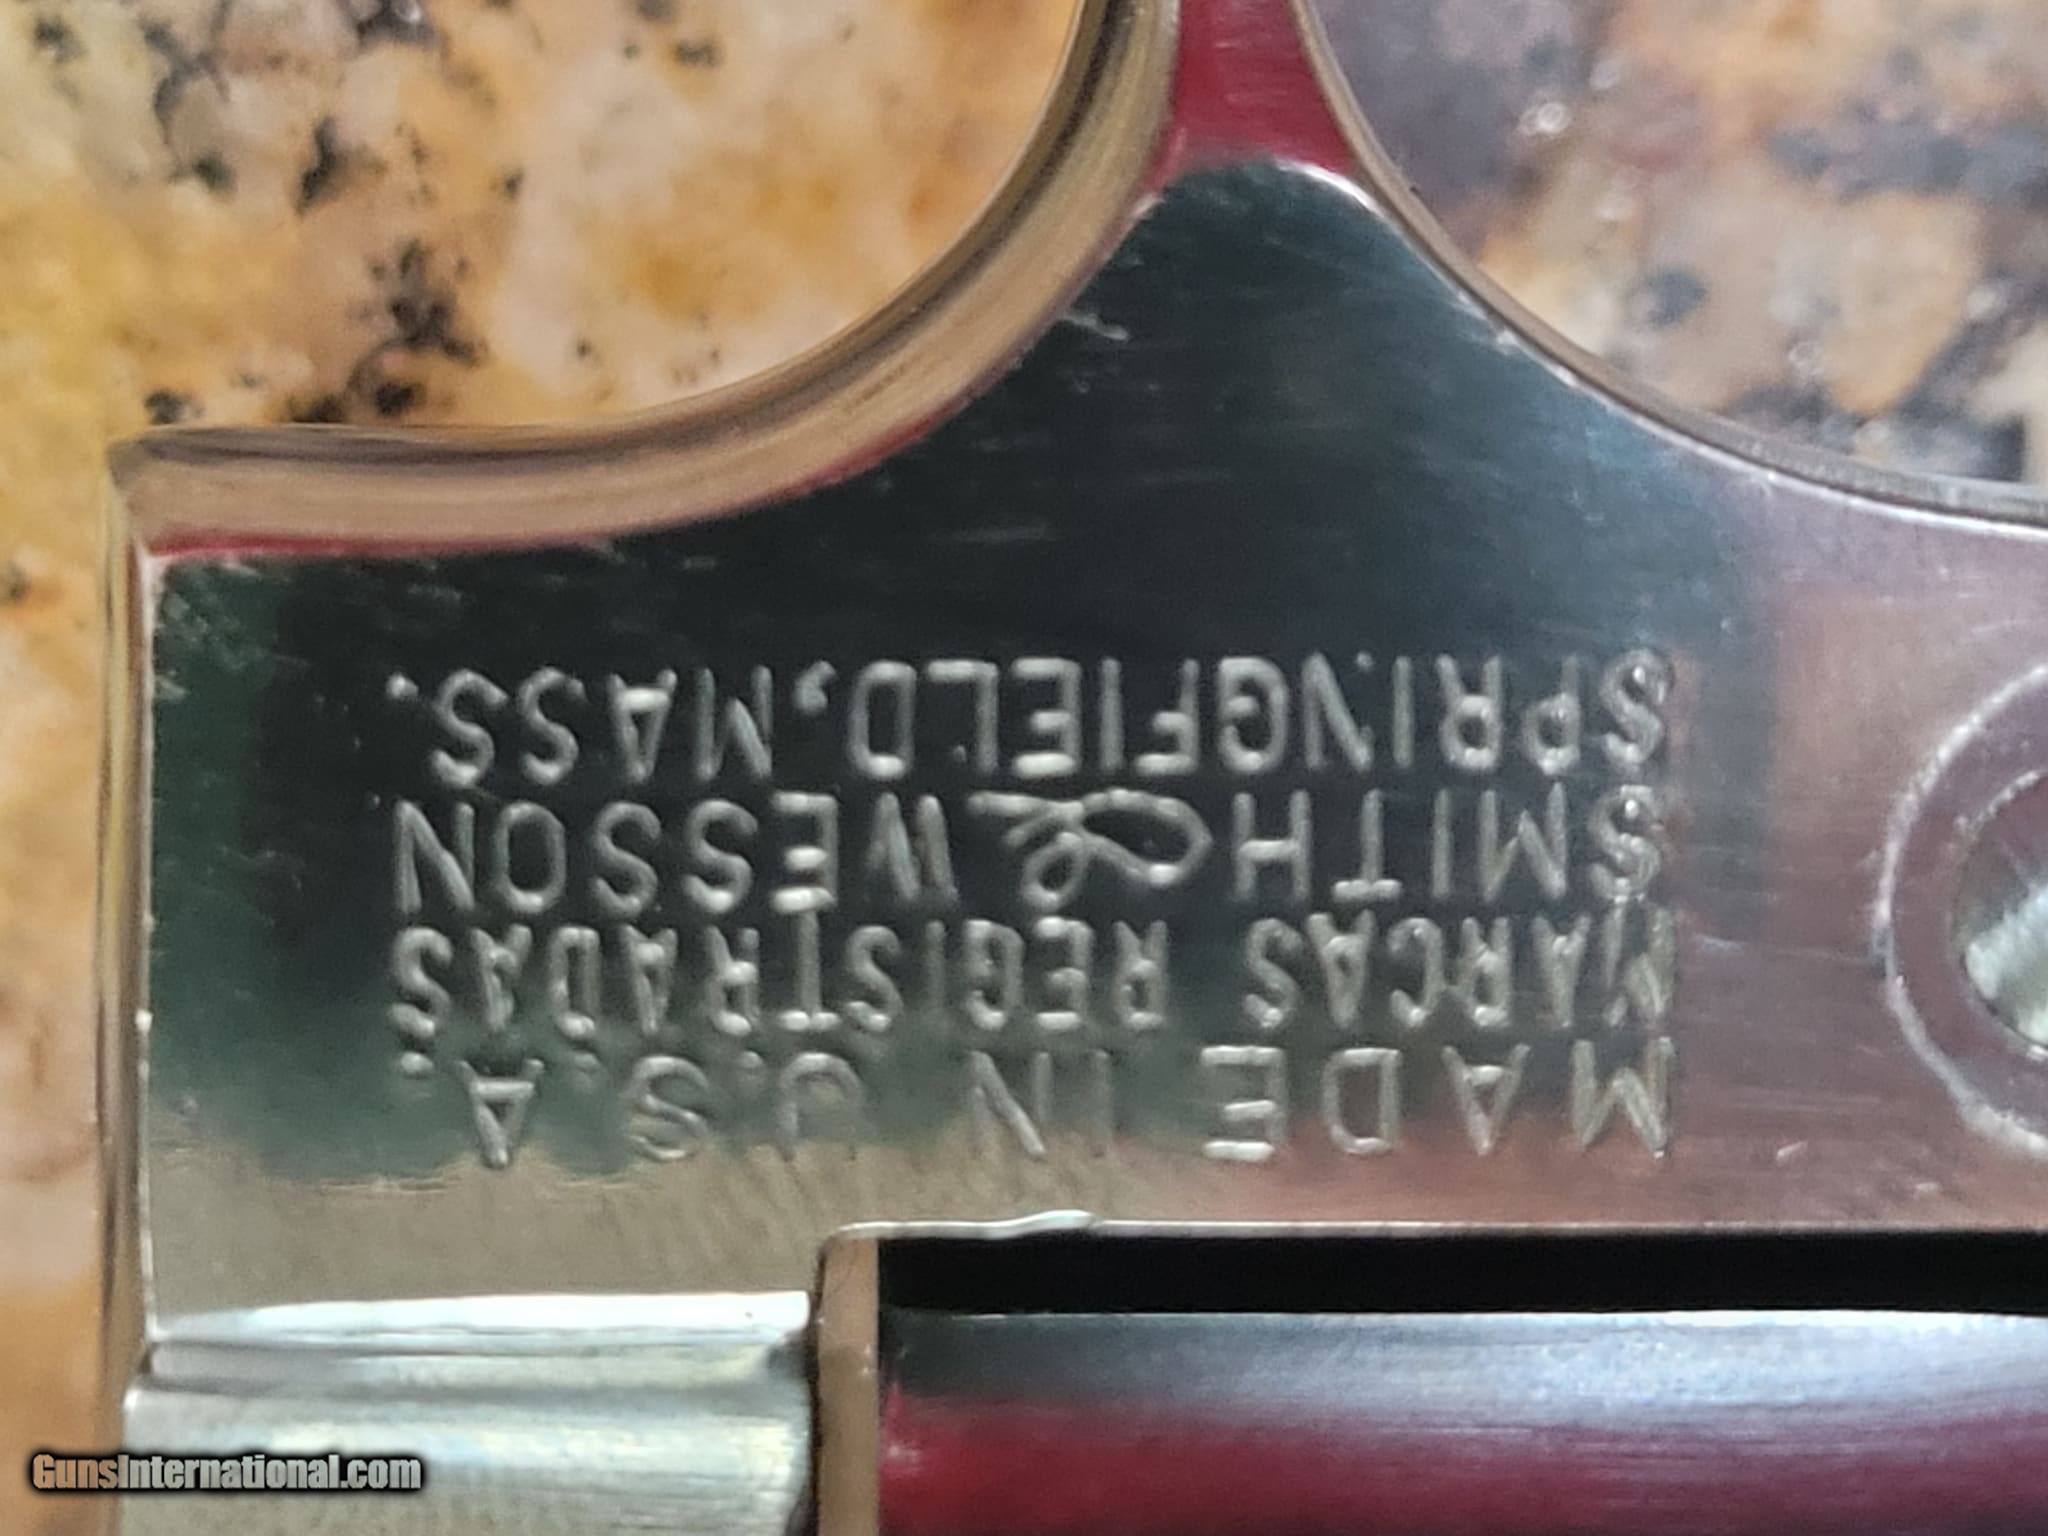 MADE IN U.S.A.
MARCAS REGISTRADAS
SMITH & WESSON
SPRINGFIELD, MASS.
GunsInternational.com